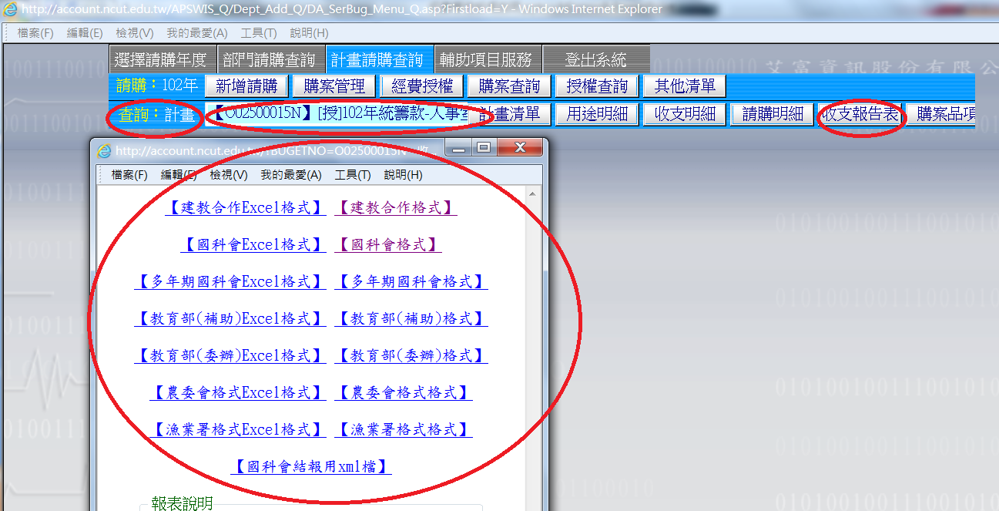 http://account.ncut.edu.tw/APSWIS_Q/Dept_Add_Q/DA_SerBug_Menu_Q.asp?Firstload=Y - Windows Internet Explorer
檔案(F) 編輯(E) 檢視(V) 我的最愛(A) 工具(T) 說明(H)
選擇請購年度 部門請購查詢 計畫請購查詢 輔助項目服務 登出系統
艾富資訊股份有限公
請購：102年 新增請購 購案管理 經費授權 購案查詢 授權查詢 其他清單
查詢：計畫 【O02500015N】[授]102年統籌款-人事室 計畫清單 用途明細 收支明細 請購明細 收支報告表 購案品項
http://account.ncut.edu.tw/?BUGETNO=O02500015N - 收...
檔案(F) 編輯(E) 檢視(V) 我的最愛(A) 工具(T) 說明(H)
【建教合作Excel格式】 【建教合作格式】
【國科會Excel格式】 【國科會格式】
【多年期國科會Excel格式】 【多年期國科會格式】
【教育部(補助)Excel格式】 【教育部(補助)格式】
【教育部(委辦)Excel格式】 【教育部(委辦)格式】
【農委會格式Excel格式】 【農委會格式格式】
【漁業署格式Excel格式】 【漁業署格式格式】
【國科會結報用xml檔】
報表說明